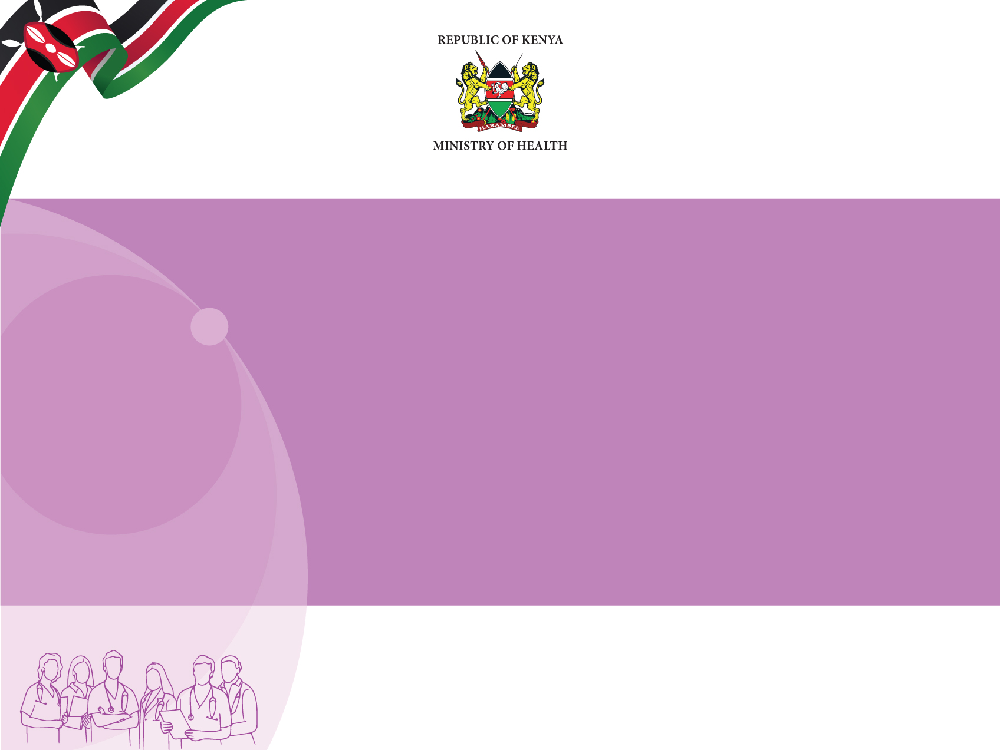 REPUBLIC OF KENYA
HARAMBEE
MINISTRY OF HEALTH